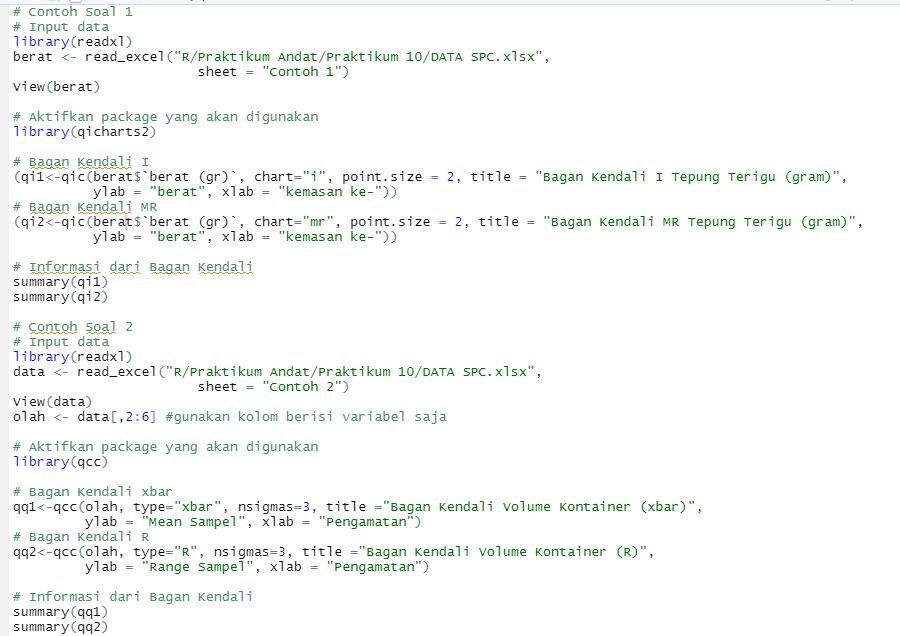 # Contoh Soal 1
# Input data
library(readxl)
berat <- read_excel("R/Praktikum Andat/Praktikum 10/DATA SPC.xlsx",
                       sheet = "Contoh 1")
View(berat)

# Aktifkan package yang akan digunakan
library(qicharts2)

# Bagan Kendali I
(qi1<-qic(berat$`berat (gr)`, chart="i", point.size = 2, title = "Bagan Kendali I Tepung Terigu (gram)",
          ylab = "berat", xlab = "kemasan ke-"))
# Bagan Kendali MR
(qi2<-qic(berat$`berat (gr)`, chart="mr", point.size = 2, title = "Bagan Kendali MR Tepung Terigu (gram)",
          ylab = "berat", xlab = "kemasan ke-"))

# Informasi dari Bagan Kendali
summary(qi1)
summary(qi2)

# Contoh Soal 2
# Input data
library(readxl)
data <- read_excel("R/Praktikum Andat/Praktikum 10/DATA SPC.xlsx",
                       sheet = "Contoh 2")
View(data)
olah <- data[,2:6] #gunakan kolom berisi variabel saja

# Aktifkan package yang akan digunakan
library(qcc)

# Bagan Kendali xbar
qq1<-qcc(olah, type="xbar", nsigmas=3, title ="Bagan Kendali Volume Kontainer (xbar)",
         ylab = "Mean Sampel", xlab = "Pengamatan")
# Bagan Kendali R
qq2<-qcc(olah, type="R", nsigmas=3, title ="Bagan Kendali Volume Kontainer (R)",
         ylab = "Range Sampel", xlab = "Pengamatan")

# Informasi dari Bagan Kendali
summary(qq1)
summary(qq2)